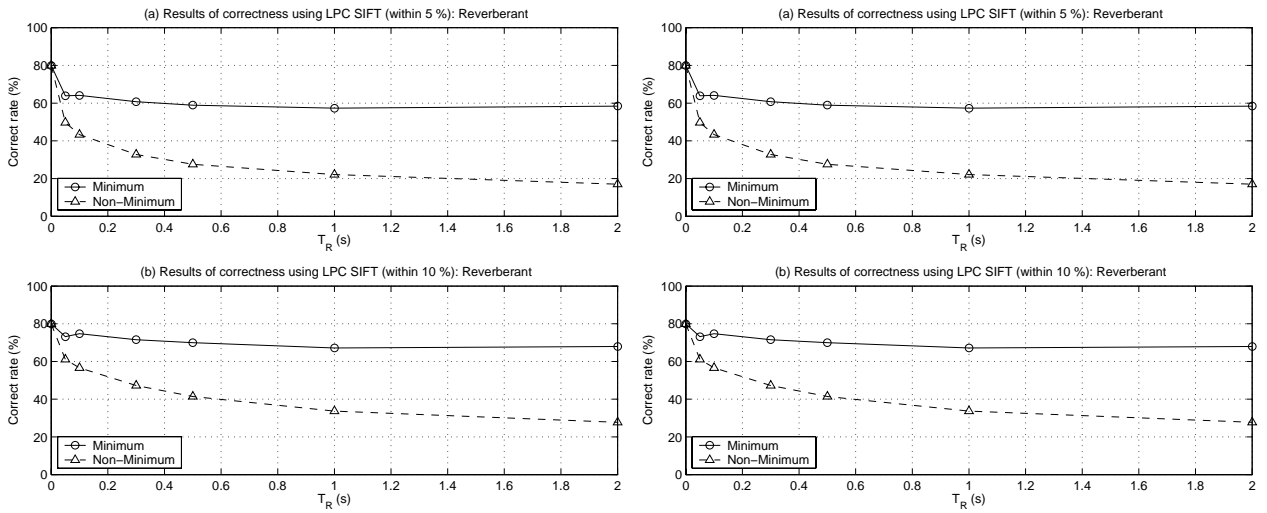 (a) Results of correctness using LPC SIFT (within 5 %): Reverberant
100
80
60
40
20
0
Correct rate (%)
Minimum
Non−Minimum
0 0.2 0.4 0.6 0.8 1 1.2 1.4 1.6 1.8 2
T_R (s)
(a) Results of correctness using LPC SIFT (within 5 %): Reverberant
100
80
60
40
20
0
Correct rate (%)
Minimum
Non−Minimum
0 0.2 0.4 0.6 0.8 1 1.2 1.4 1.6 1.8 2
T_R (s)
(b) Results of correctness using LPC SIFT (within 10 %): Reverberant
100
80
60
40
20
0
Correct rate (%)
Minimum
Non−Minimum
0 0.2 0.4 0.6 0.8 1 1.2 1.4 1.6 1.8 2
T_R (s)
(b) Results of correctness using LPC SIFT (within 10 %): Reverberant
100
80
60
40
20
0
Correct rate (%)
Minimum
Non−Minimum
0 0.2 0.4 0.6 0.8 1 1.2 1.4 1.6 1.8 2
T_R (s)